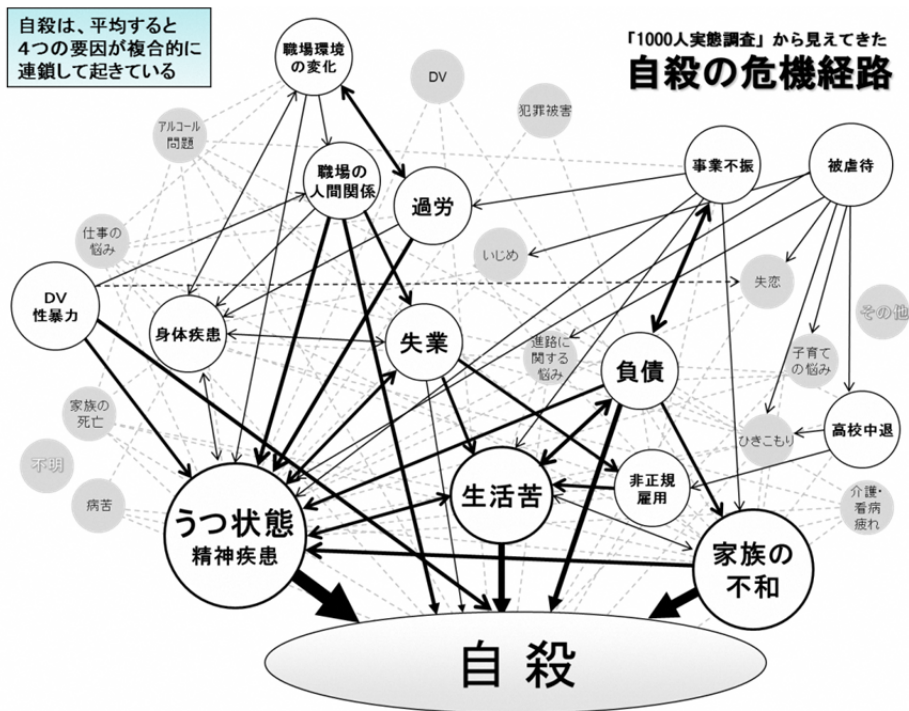 自殺は、平均すると
4つの要因が複合的に
連鎖して起きている
「1000人実態調査」から見えてきた
自殺の危機経路
職場環境
の変化
DV
犯罪被害
アルコール
問題
職場の
人間関係
過労
事業不振
被虐待
仕事の
悩み
いじめ
失恋
DV
性暴力
身体疾患
失業
進路に
関する
悩み
負債
子育て
の悩み
その他
家族の
死亡
不明
病苦
うつ状態
精神疾患
生活苦
非正規
雇用
ひきこもり
高校中退
介護・
看病
疲れ
家族の
不和
自殺